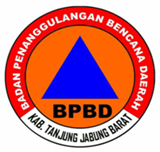 BADAN PENANGGULANGAN BENCANA DAERAH
BPBD
KAB. TANJUNG JABUNG BARAT